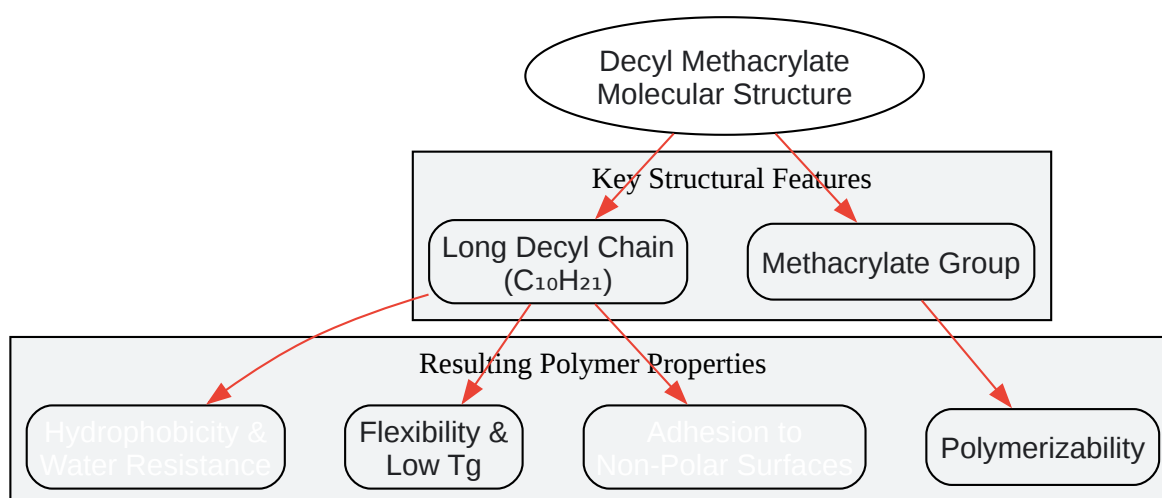 Decyl Methacrylate
Molecular Structure
Key Structural Features
Long Decyl Chain
(C₁₀H₂₁)
Methacrylate Group
Resulting Polymer Properties
Hydrophobicity &
Water Resistance
Flexibility &
Low Tg
Adhesion to
Non-Polar Surfaces
Polymerizability